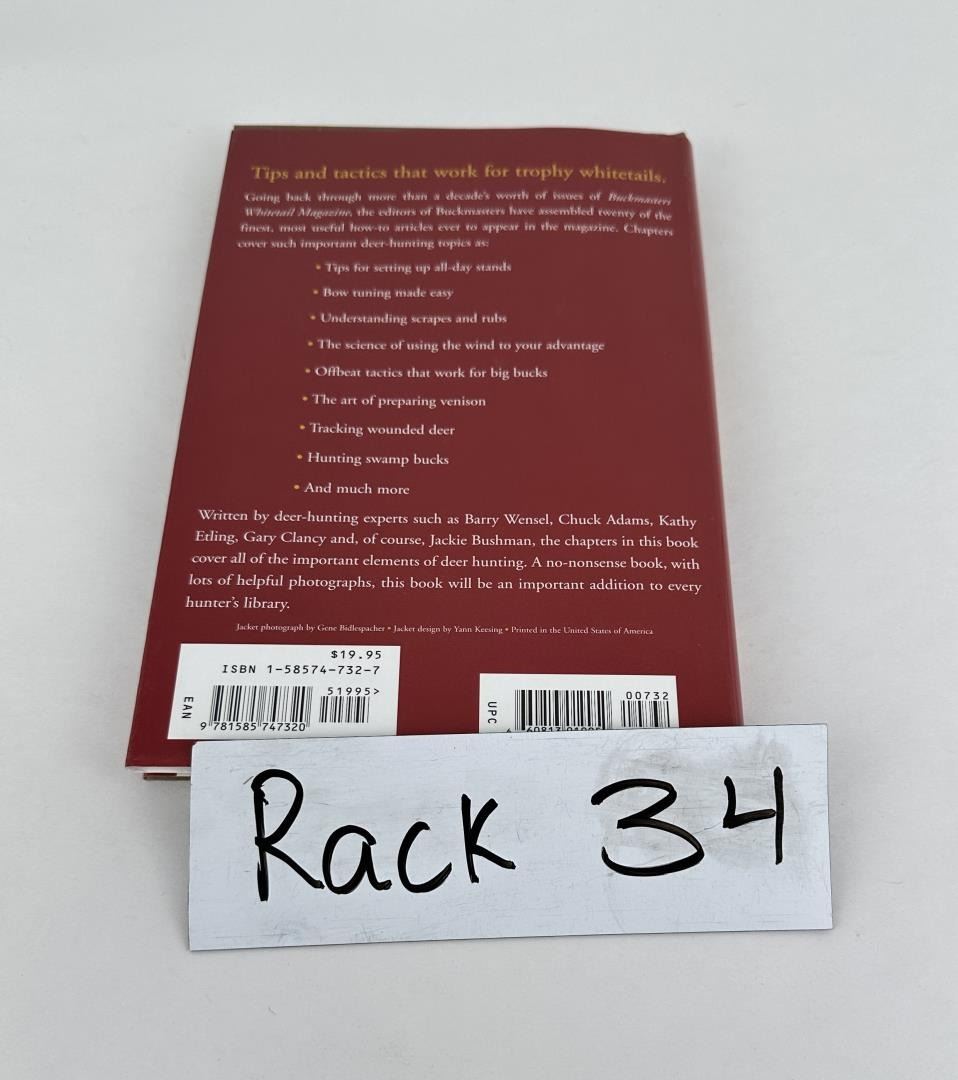 Tips and tactics that work for trophy whitetails.
Going back through more than a decade's worth of issues of Buckmasters
Whitetail Magazine, the editors of Buckmasters have assembled twenty of the
finest, most useful how-to articles ever to appear in the magazine. Chapters
cover such important deer-hunting topics as:
• Tips for setting up all-day stands
• Bow tuning made easy
• Understanding scrapes and rubs
• The science of using the wind to your advantage
• Offbeat tactics that work for big bucks
• The art of preparing venison
• Tracking wounded deer
• Hunting swamp bucks
• And much more
Written by deer-hunting experts such as Barry Wensel, Chuck Adams, Kathy
Etling, Gary Clancy and, of course, Jackie Bushman, the chapters in this book
cover all of the important elements of deer hunting. A no-nonsense book, with
lots of helpful photographs, this book will be an important addition to every
hunter's library.
Jacket photograph by Gene Bidlespacher • Jacket design by Yann Keesing • Printed in the United States of America
$19.95
ISBN 1-58574-732-7
51995>
EAN
9 781585 747320
00732
UPC
Rack 34